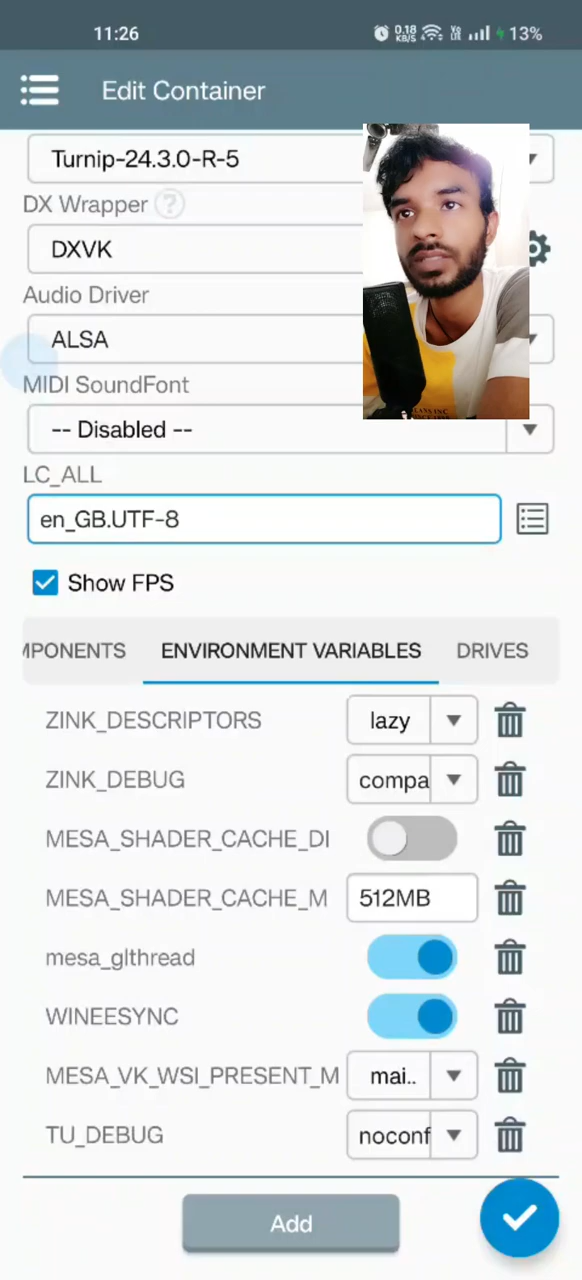 11:26 0.18 KB/S Vo LTE 13%
Edit Container
Turnip-24.3.0-R-5
DX Wrapper ?
DXVK
Audio Driver
ALSA
MIDI SoundFont
-- Disabled --
LC_ALL
en_GB.UTF-8
Show FPS
MPONENTS ENVIRONMENT VARIABLES DRIVES
ZINK_DESCRIPTORS lazy
ZINK_DEBUG compa
MESA_SHADER_CACHE_DI
MESA_SHADER_CACHE_M 512MB
mesa_glthread
WINEESYNC
MESA_VK_WSI_PRESENT_M mai..
TU_DEBUG noconf
Add